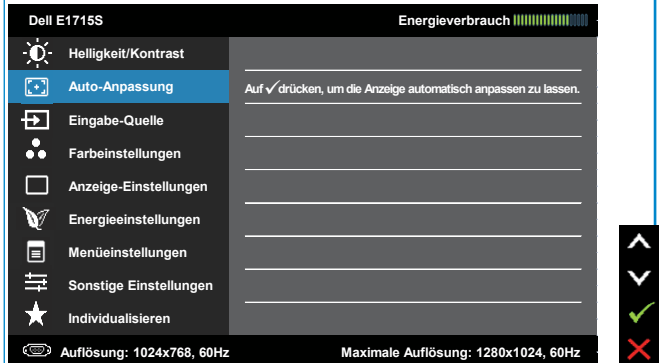 Dell E1715S
Energieverbrauch
Helligkeit/Kontrast
Auto-Anpassung
Auf ✓ drücken, um die Anzeige automatisch anpassen zu lassen.
Eingabe-Quelle
Farbeinstellungen
Anzeige-Einstellungen
Energieeinstellungen
Menüeinstellungen
Sonstige Einstellungen
Individualisieren
Auflösung: 1024x768, 60Hz
Maximale Auflösung: 1280x1024, 60Hz